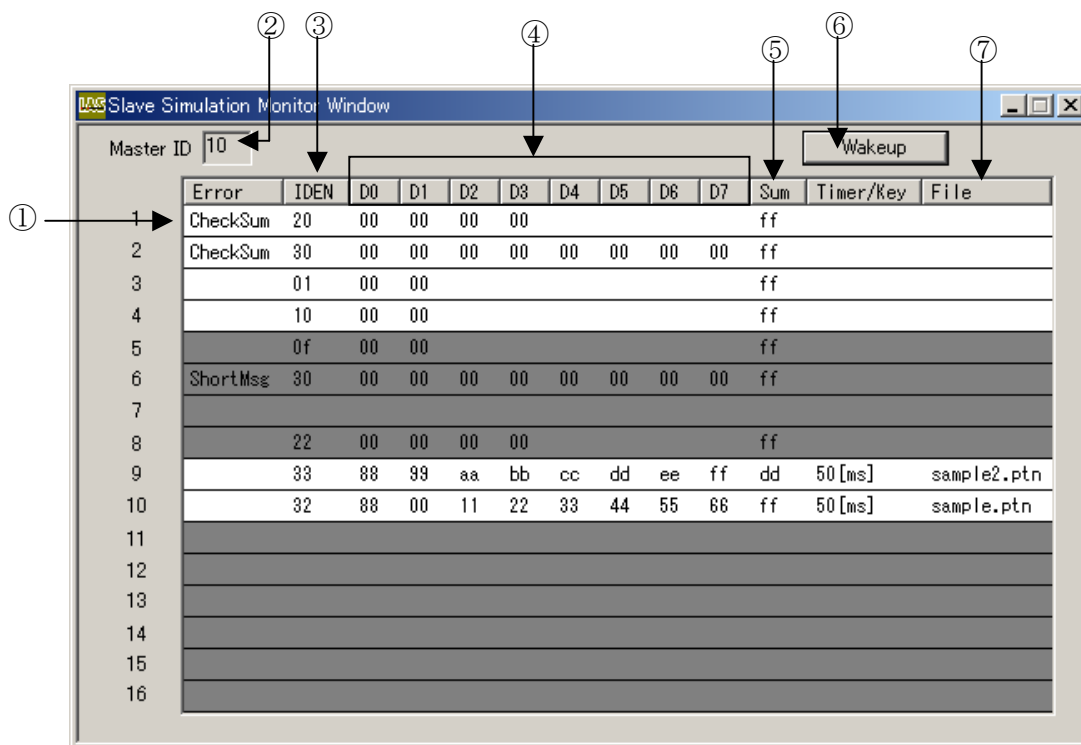 ② ③ ④ ⑤ ⑥ ⑦
LAS Slave Simulation Monitor Window
Master ID 10 Wakeup
Error IDEN D0 D1 D2 D3 D4 D5 D6 D7 Sum Timer/Key File
① 1 CheckSum 20 00 00 00 00 ff
2 CheckSum 30 00 00 00 00 00 00 00 00 ff
3 01 00 00 ff
4 10 00 00 ff
5 0f 00 00 ff
6 ShortMsg 30 00 00 00 00 00 00 00 00 ff
7
8 22 00 00 00 00 ff
9 33 88 99 aa bb cc dd ee ff dd 50[ms] sample2.ptn
10 32 88 00 11 22 33 44 55 66 ff 50[ms] sample.ptn
11
12
13
14
15
16